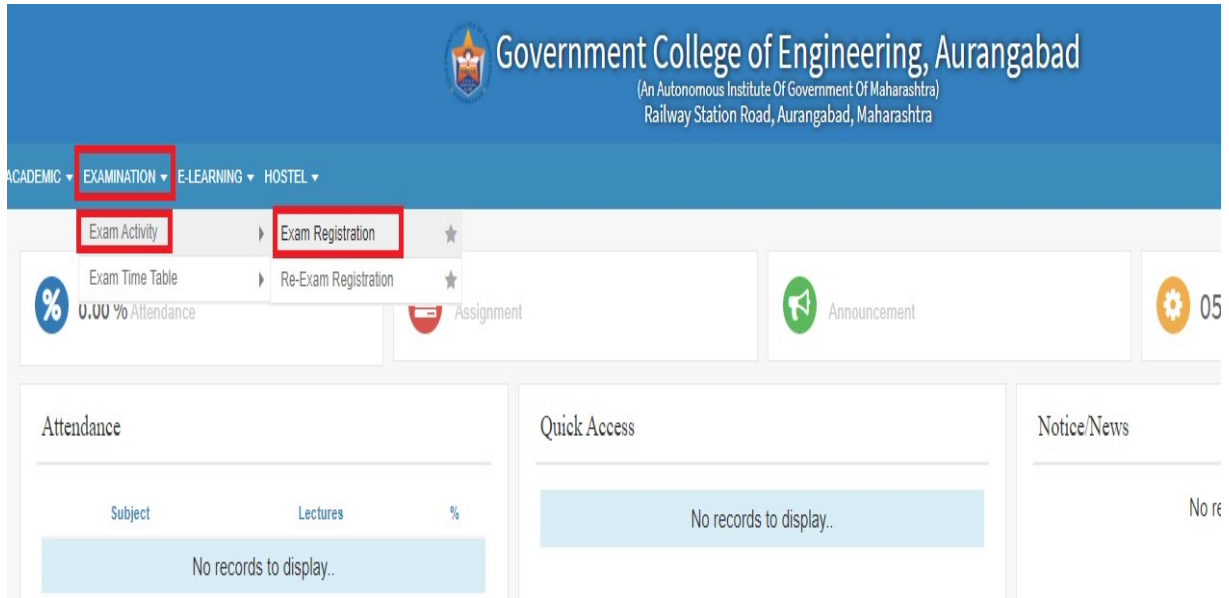 Government College of Engineering, Aurangabad
(An Autonomous Institute Of Government Of Maharashtra)
Railway Station Road, Aurangabad, Maharashtra
ACADEMIC EXAMINATION E-LEARNING HOSTEL
Exam Activity Exam Registration
Exam Time Table Re-Exam Registration
% 0.00 % Attendance Assignment Announcement 05
Attendance Quick Access Notice/News
Subject Lectures % No records to display.. No re
No records to display..